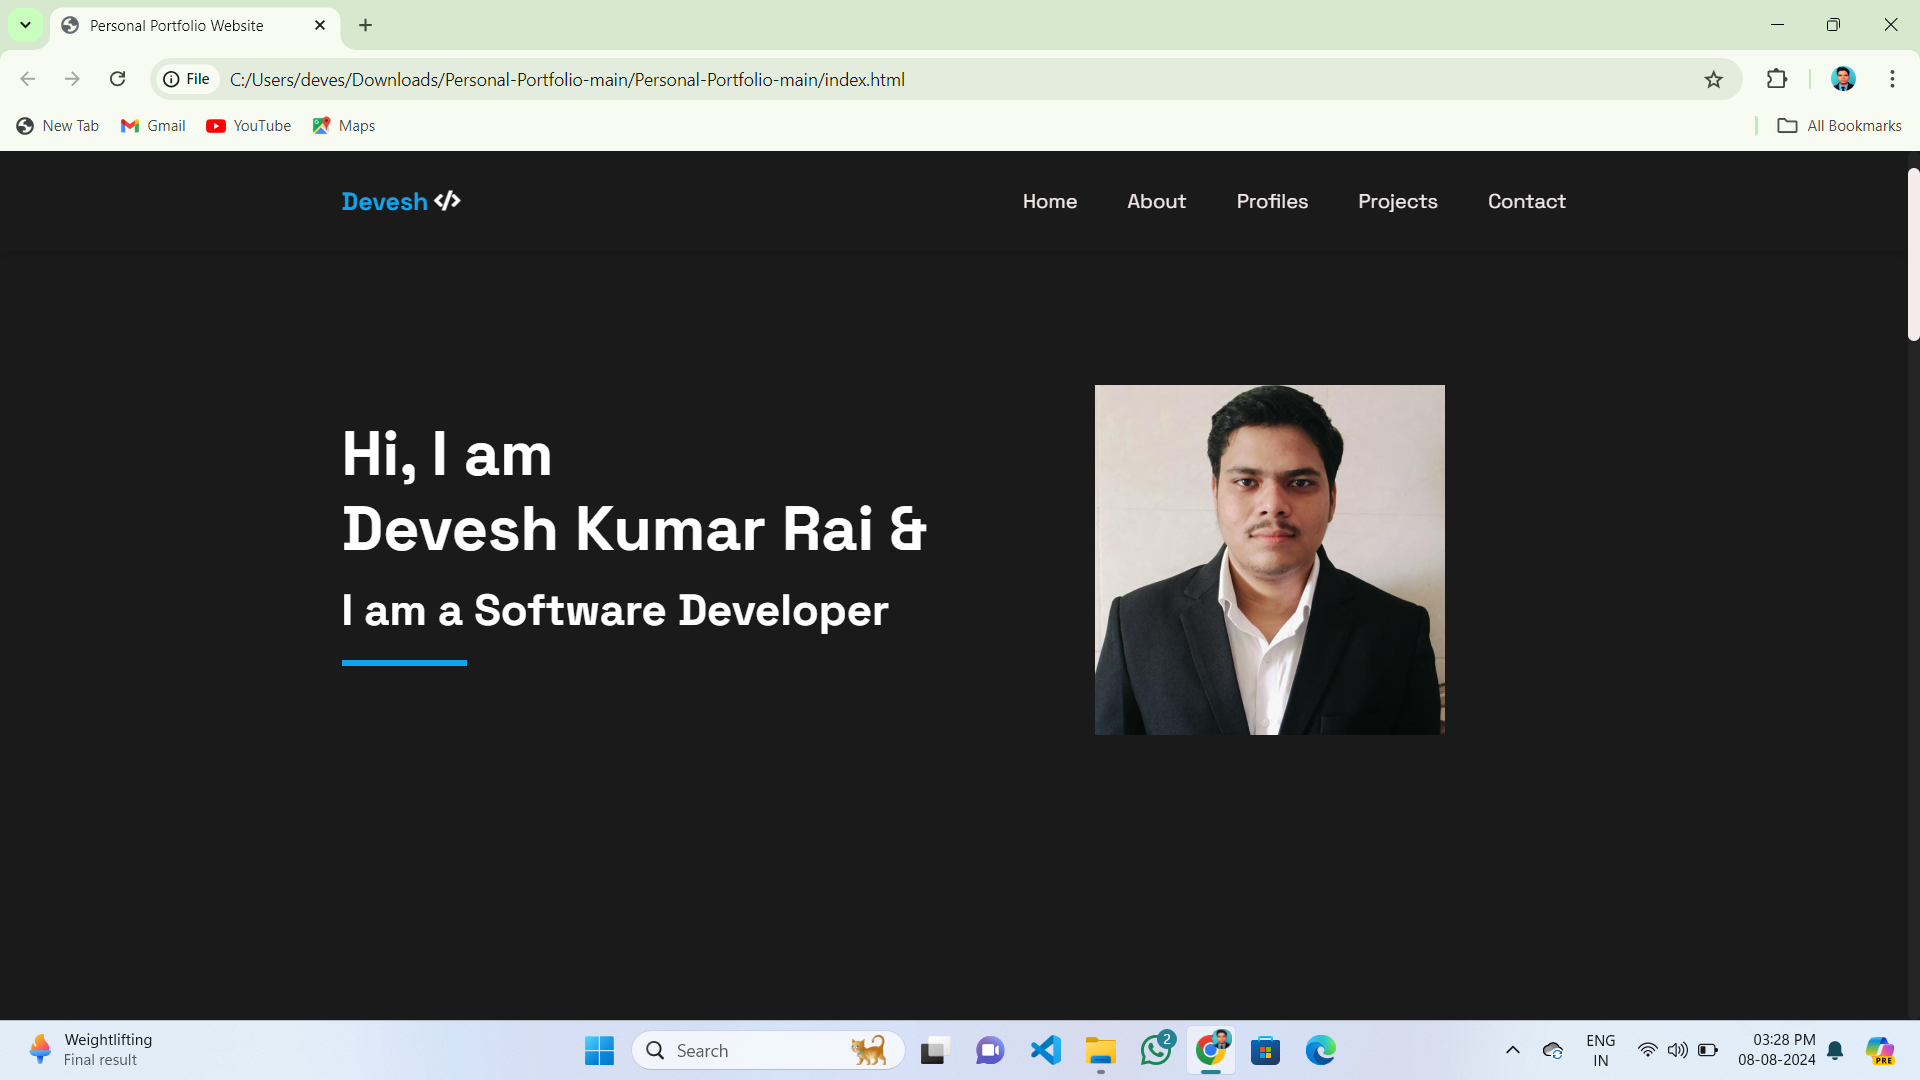 Personal Portfolio Website
File
C:/Users/deves/Downloads/Personal-Portfolio-main/Personal-Portfolio-main/index.html
New Tab
Gmail
YouTube
Maps
All Bookmarks
Devesh </>
Home
About
Profiles
Projects
Contact
Hi, I am
Devesh Kumar Rai &
I am a Software Developer
Weightlifting
Final result
Search
2
ENG
IN
03:28 PM
08-08-2024
PRE